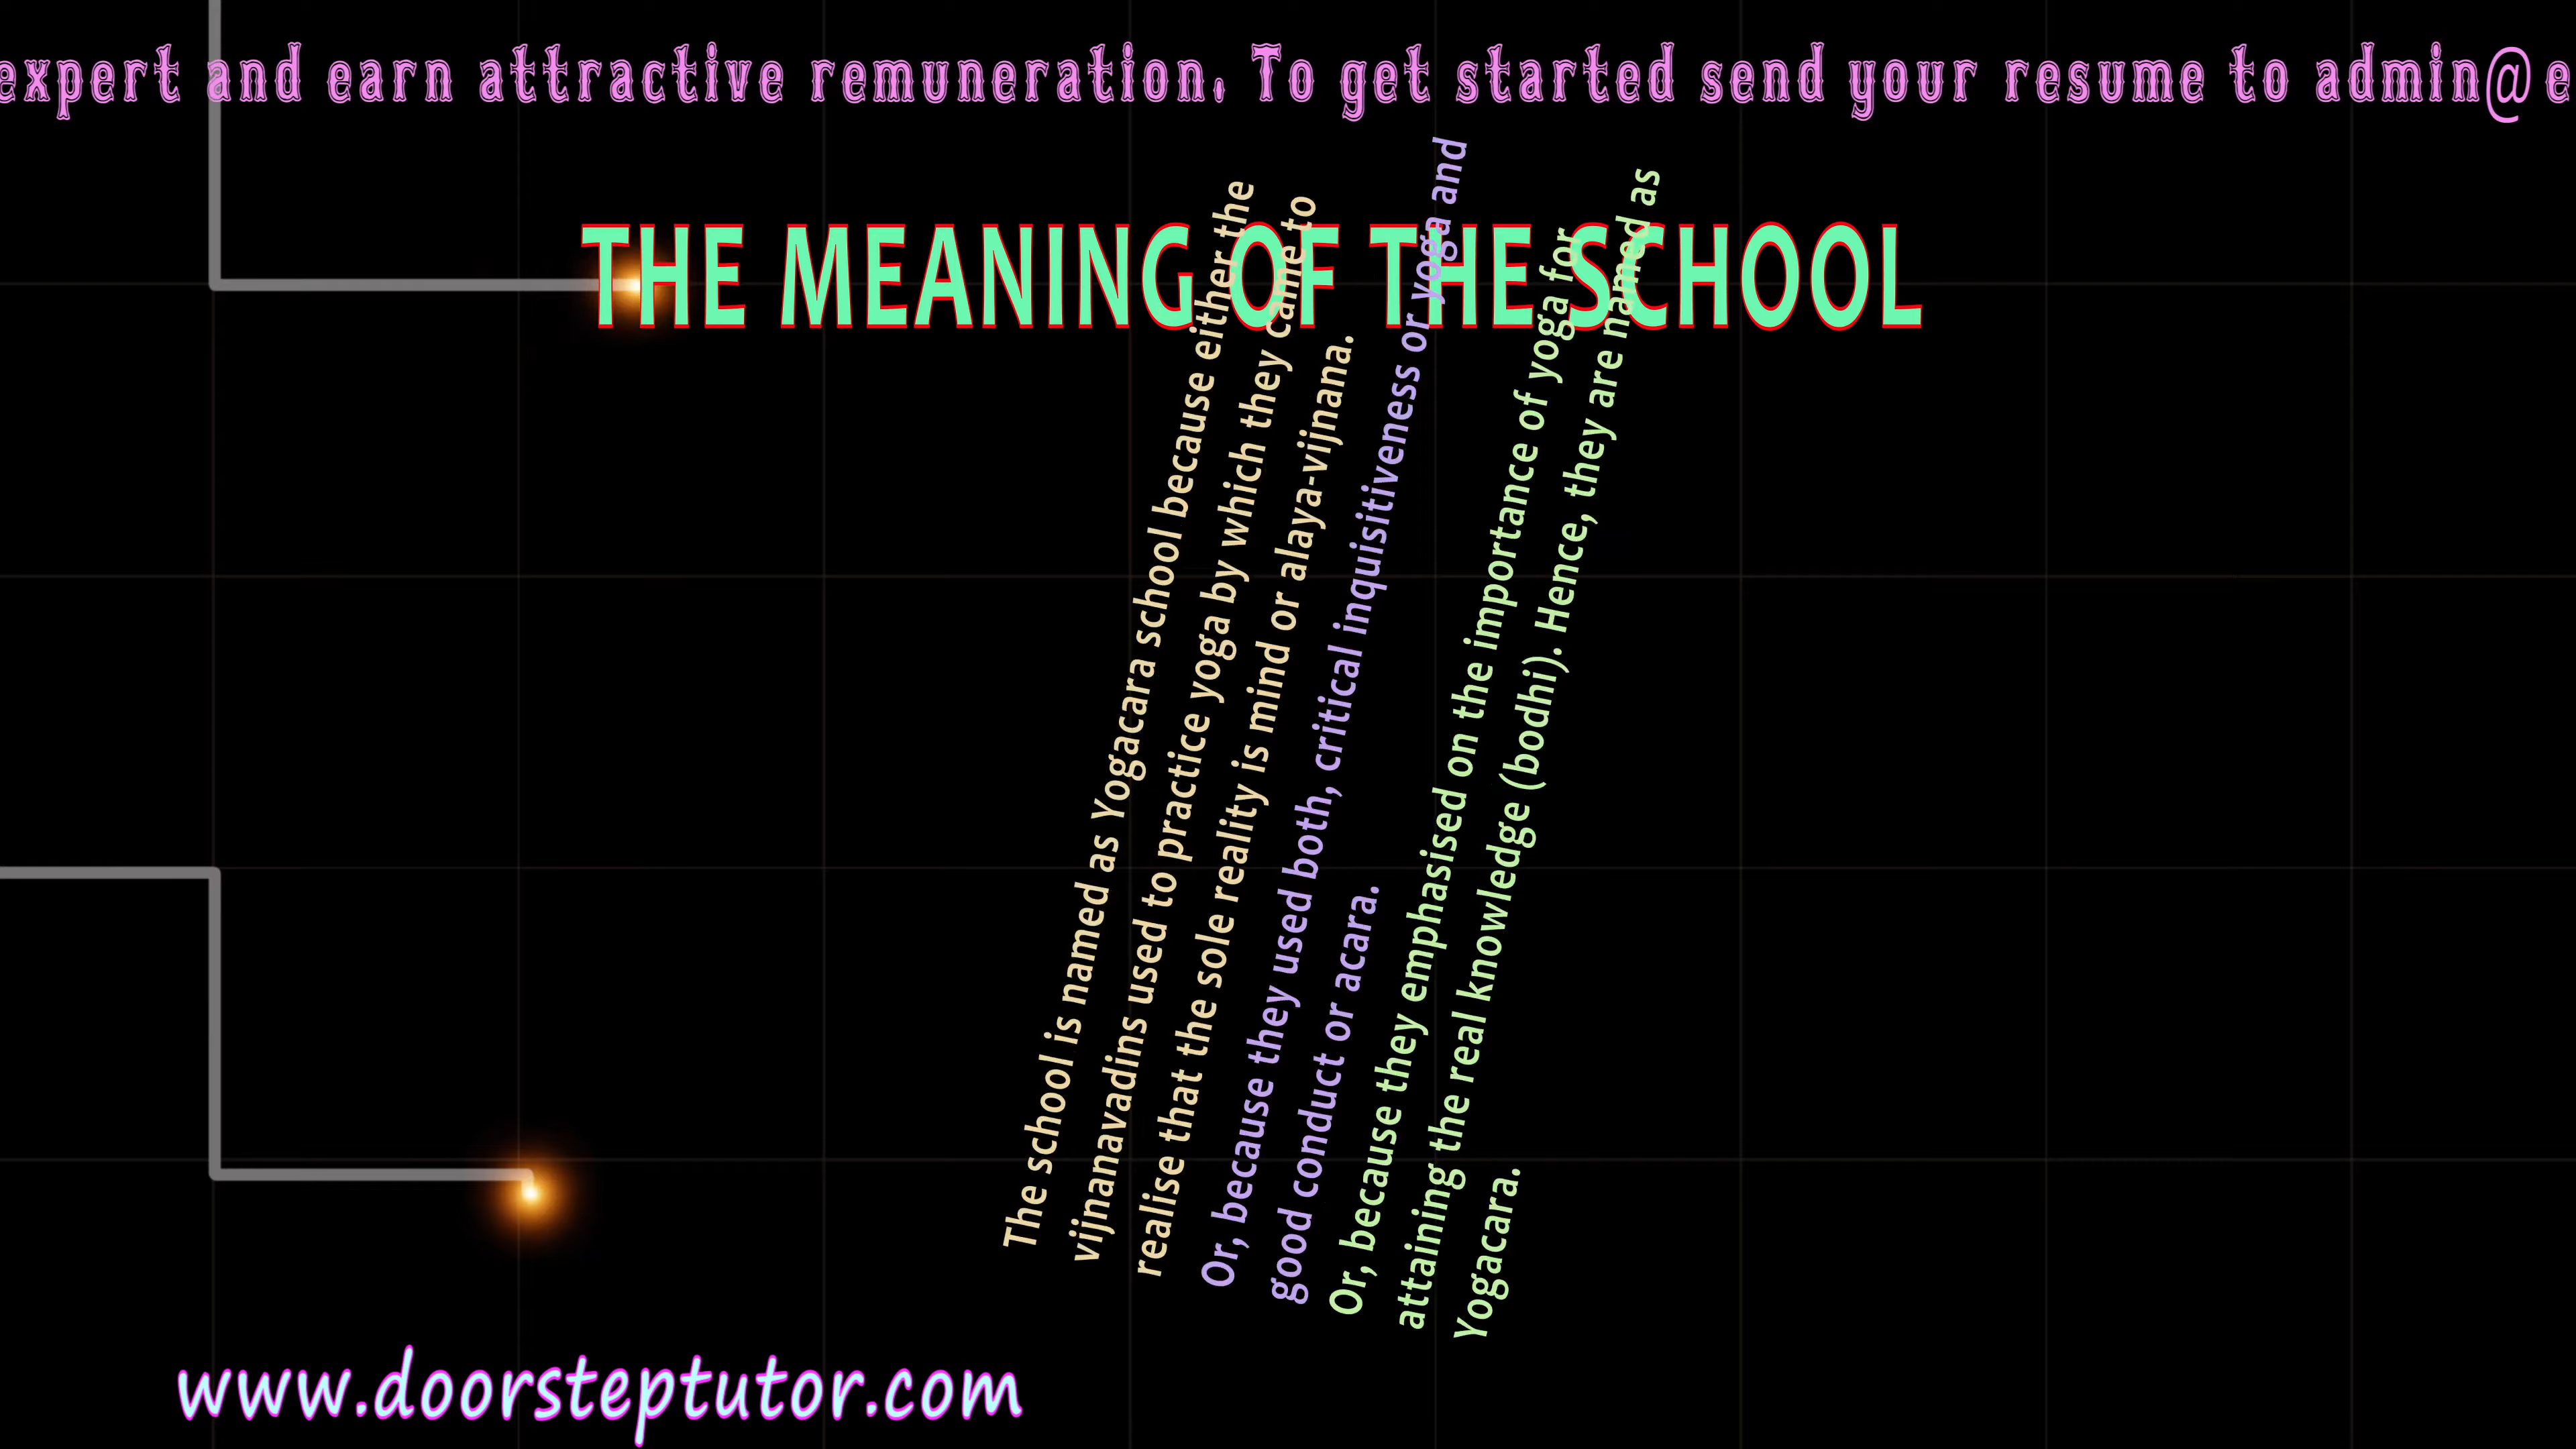 expert and earn attractive remuneration. To get started send your resume to admin@e
THE MEANING OF THE SCHOOL
The school is named as Yogacara school because either the
vijnanavadins used to practice yoga by which they came to
realise that the sole reality is mind or alaya-vijnana.
Or, because they used both, critical inquisitiveness or yoga and
good conduct or acara.
Or, because they emphasised on the importance of yoga for
attaining the real knowledge (bodhi). Hence, they are named as
Yogacara.
www.doorsteptutor.com